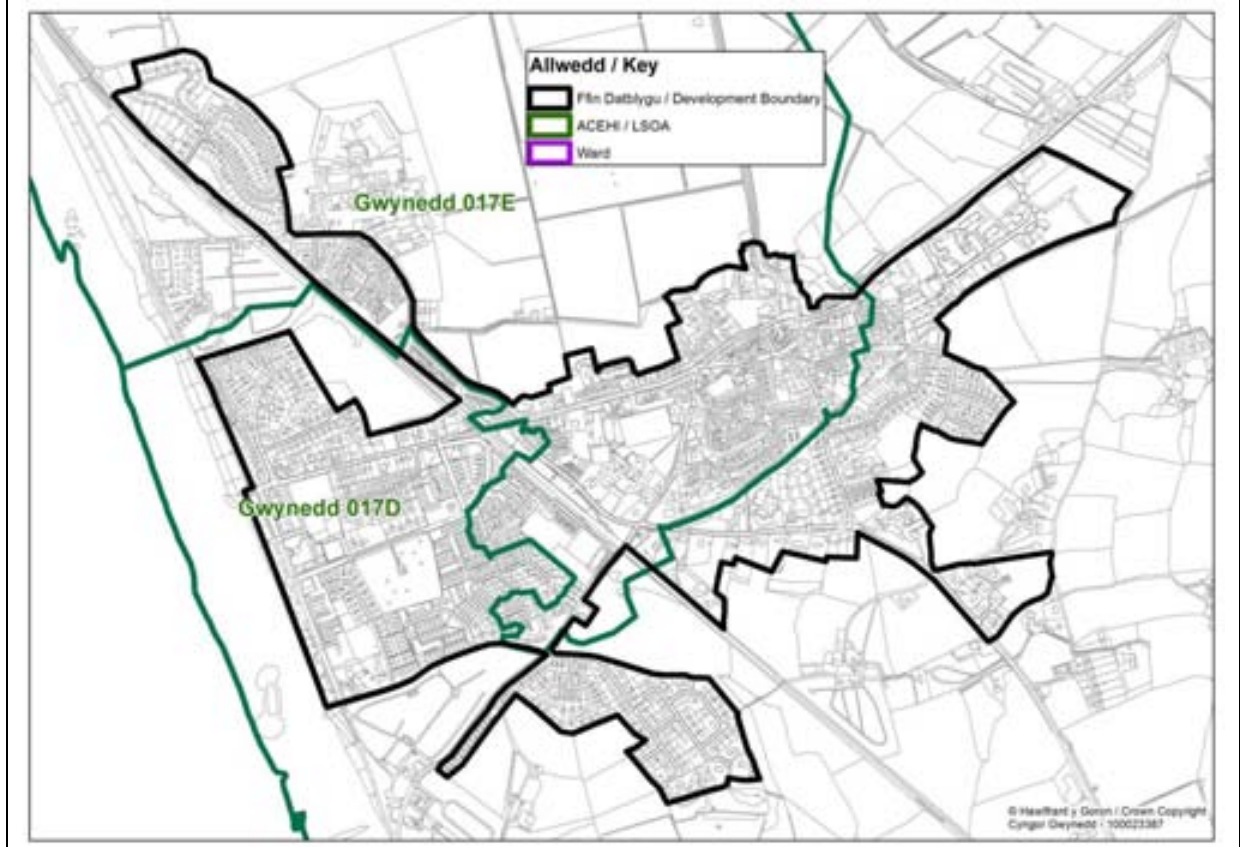 Allwedd / Key
Ffin Datblygu / Development Boundary
ACEHI / LSOA
Ward
Gwynedd 017E
Gwynedd 017D
© Hawlfraint y Goron / Crown Copyright
Cyngor Gwynedd - 100023387